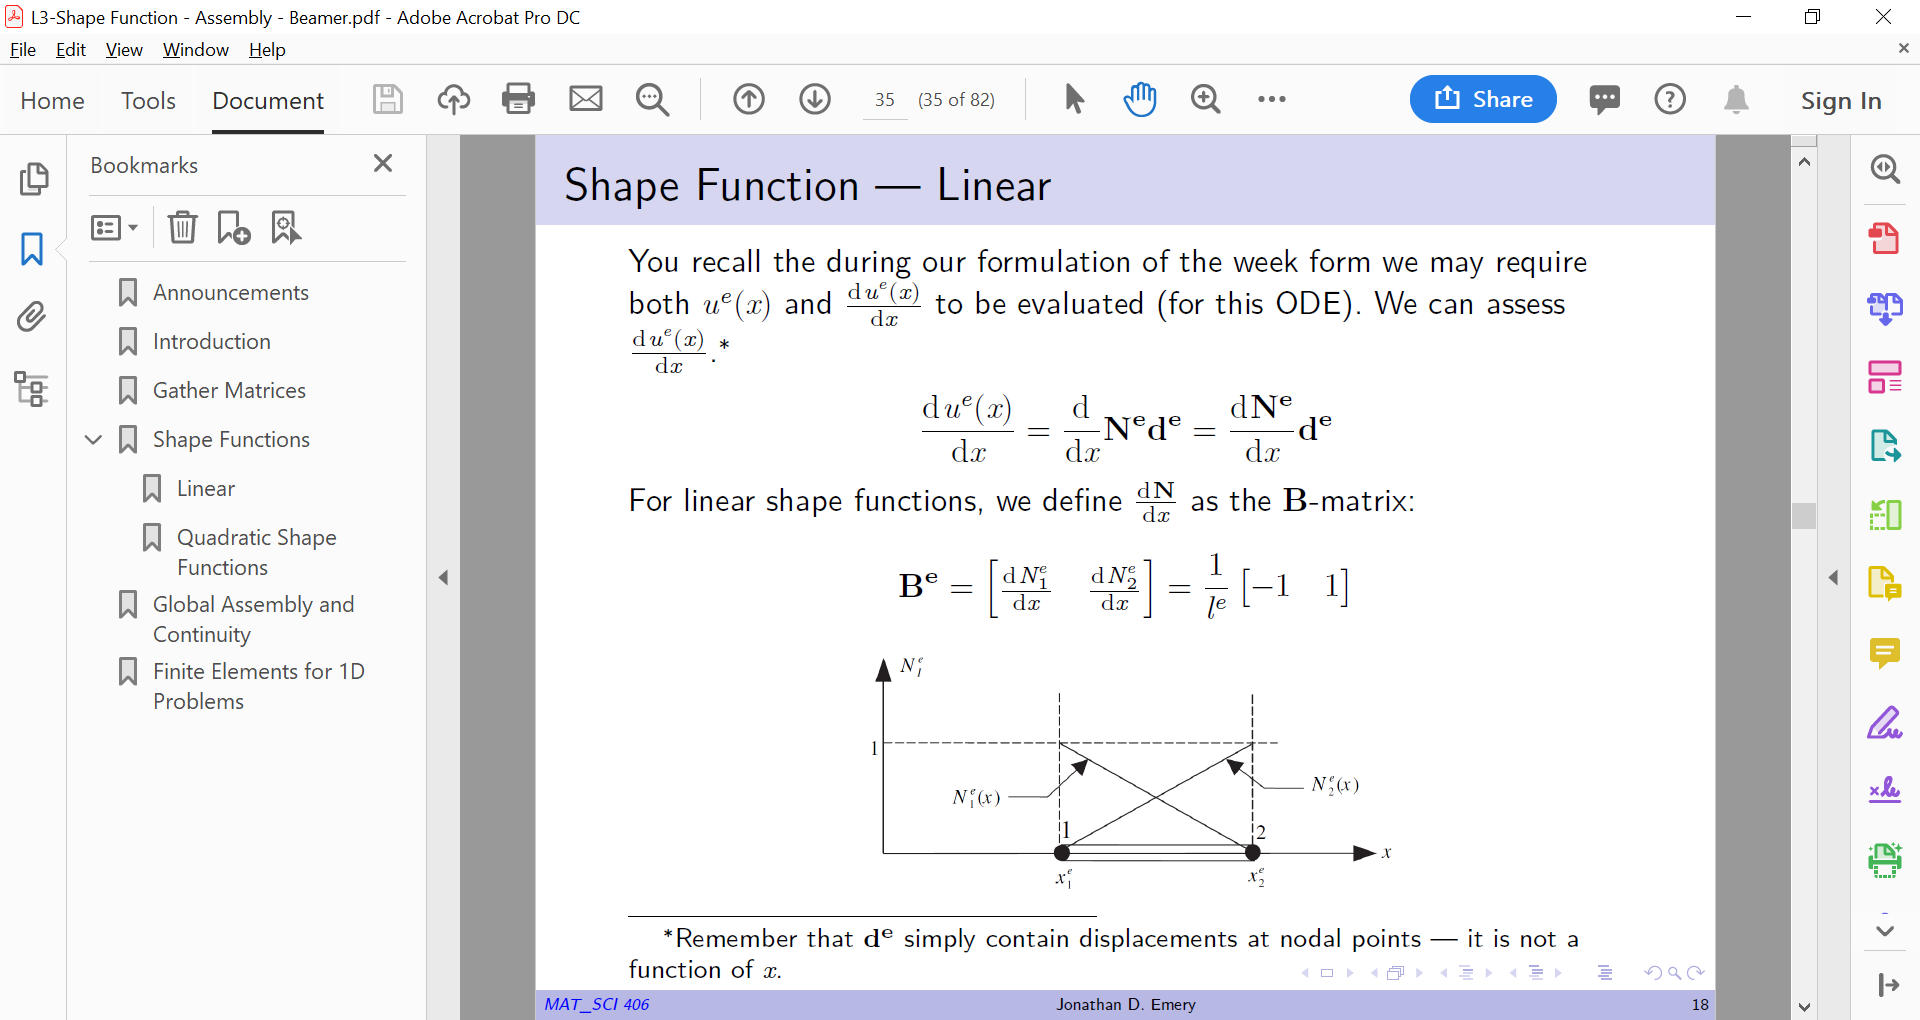 L3-Shape Function - Assembly - Beamer.pdf - Adobe Acrobat Pro DC
File Edit View Window Help
Home Tools Document 35 (35 of 82) Share Sign In
Bookmarks
Announcements
Introduction
Gather Matrices
Shape Functions
Linear
Quadratic Shape
Functions
Global Assembly and
Continuity
Finite Elements for 1D
Problems
Shape Function — Linear
You recall the during our formulation of the week form we may require
both u^e(x) and du^e(x)/dx to be evaluated (for this ODE). We can assess
du^e(x)/dx.*
du^e(x)/dx = d/dx N^e d^e = dN^e/dx d^e
For linear shape functions, we define dN/dx as the B-matrix:
B^e = [dN_1^e/dx dN_2^e/dx] = 1/l^e [−1 1]
N_I^e
1
N_1^e(x)
N_2^e(x)
1 2
x
x_1^e x_2^e
*Remember that d^e simply contain displacements at nodal points — it is not a
function of x.
MAT_SCI 406 Jonathan D. Emery 18